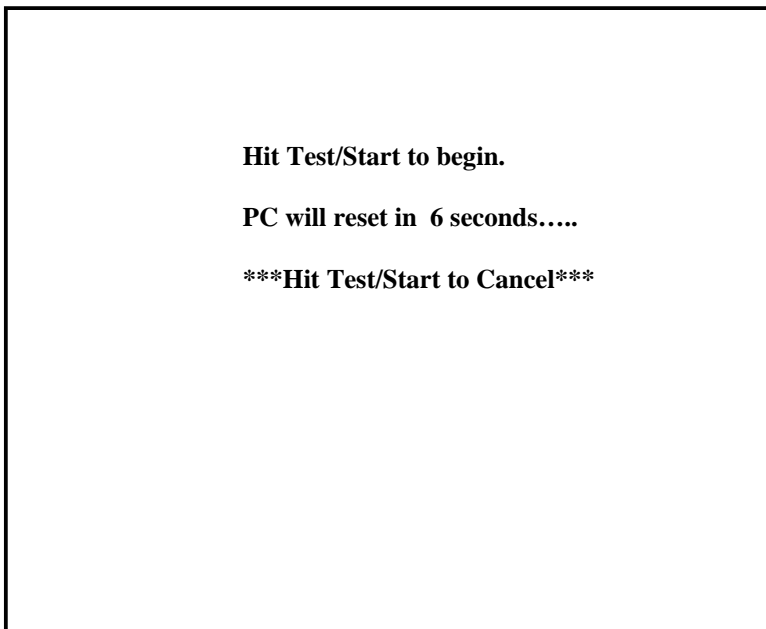 Hit Test/Start to begin.
PC will reset in  6 seconds…..
***Hit Test/Start to Cancel***